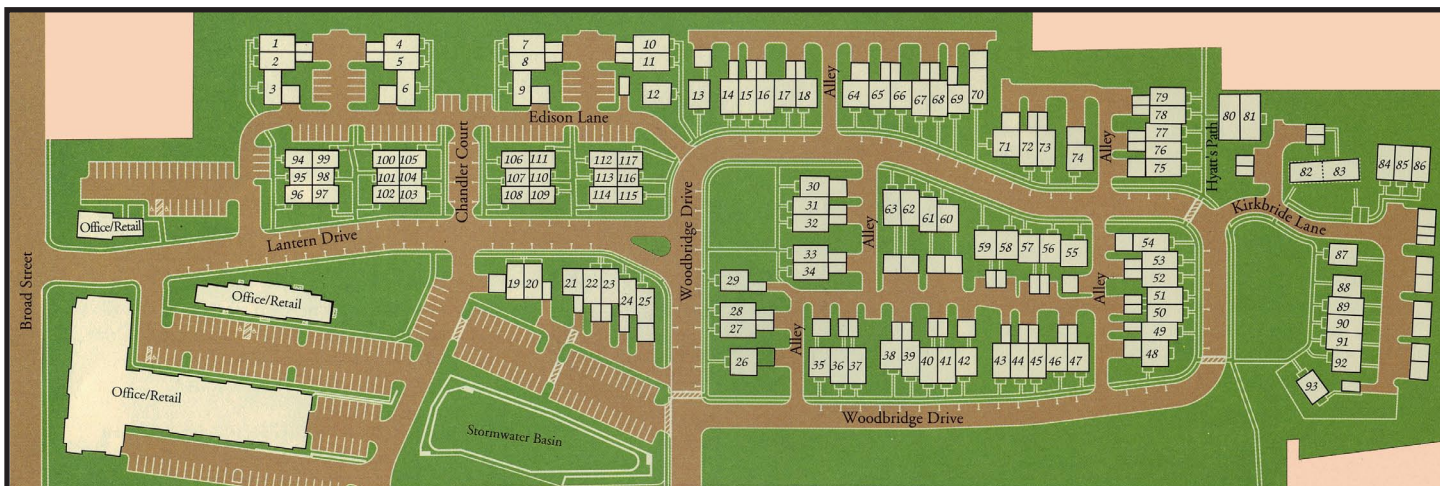 1
2
3
4
5
6
7
8
9
10
11
12
13
14 15 16 17 18
Alley
64 65 66 67 68 69 70
71 72 73 74
Alley
79
78
77
76
75
Hyatt's Path
80 81
82 83
84 85 86
Edison Lane
Chandler Court
94 99
95 98
96 97
100 105
101 104
102 103
106 111
107 110
108 109
112 117
113 116
114 115
Office/Retail
Lantern Drive
Woodbridge Drive
30
31
32
33
34
Alley
63 62 61 60
59 58 57 56 55
Alley
54
53
52
51
50
49
48
Kirkbride Lane
87
88
89
90
91
92
93
Broad Street
Office/Retail
19 20
21 22 23 24 25
29
28
27
26
Alley
35 36 37
38 39 40 41 42
43 44 45 46 47
Office/Retail
Stormwater Basin
Woodbridge Drive